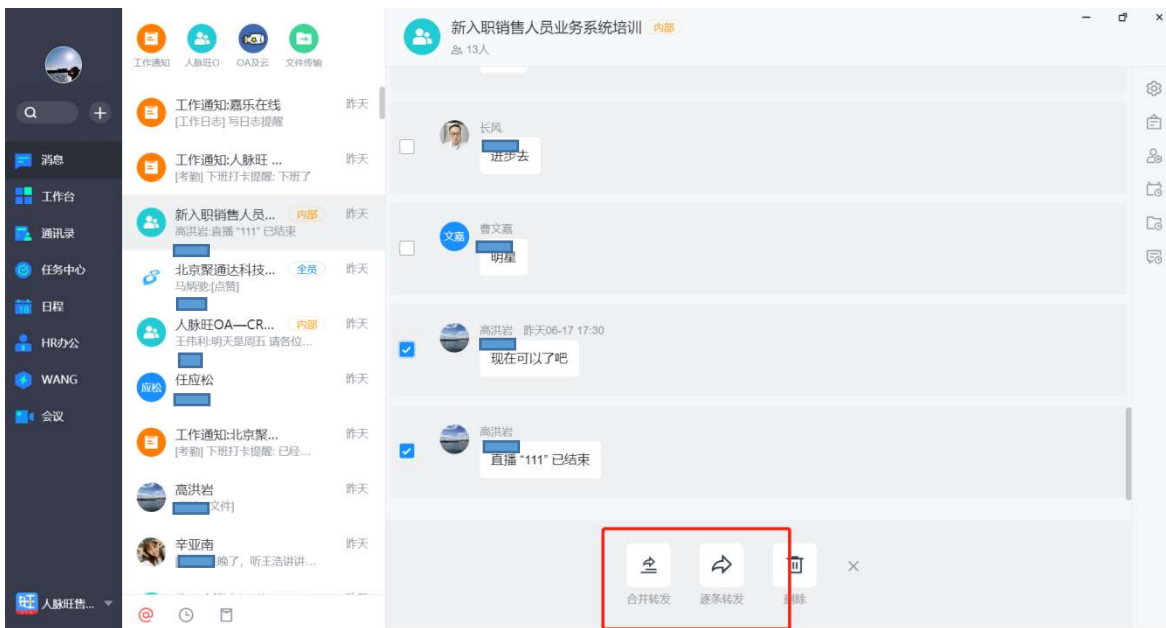 消息
工作台
通讯录
任务中心
日程
HR办公
WANG
会议
人脉旺售...
工作通知
人脉旺O
OA及云
文件传输
工作通知:嘉乐在线 昨天
[工作日志] 写日志提醒
工作通知:人脉旺 ... 昨天
[考勤] 下班打卡提醒: 下班了
新入职销售人员... 内部 昨天
高洪岩:直播 "111" 已结束
北京聚通达科技... 全员 昨天
马炳驰:[点赞]
人脉旺OA—CR... 内部 昨天
王伟利:明天是周五 请各位...
应松
任应松 昨天
工作通知:北京聚... 昨天
[考勤] 下班打卡提醒: 已经...
高洪岩 昨天
文件]
辛亚南 昨天
晚了，听王浩讲讲...
新入职销售人员业务系统培训 内部
13人
长风
进步去
文嘉
曹文嘉
明星
高洪岩 昨天06-17 17:30
现在可以了吧
高洪岩
直播 "111" 已结束
合并转发
逐条转发
删除